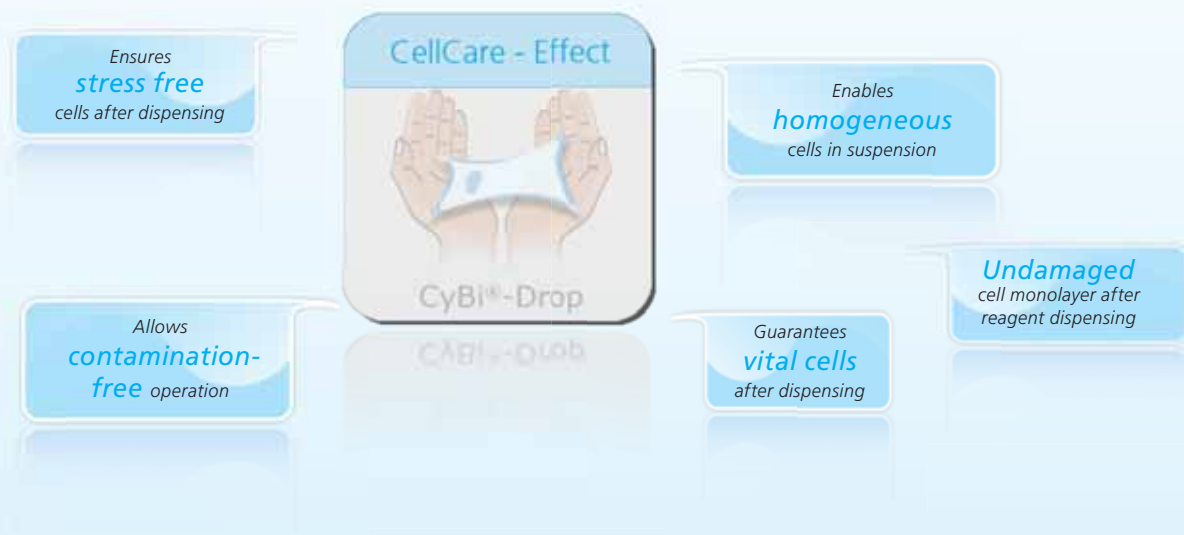 CellCare - Effect
CyBi®-Drop
Ensures
stress free
cells after dispensing
Enables
homogeneous
cells in suspension
Undamaged
cell monolayer after
reagent dispensing
Allows
contamination-
free operation
Guarantees
vital cells
after dispensing